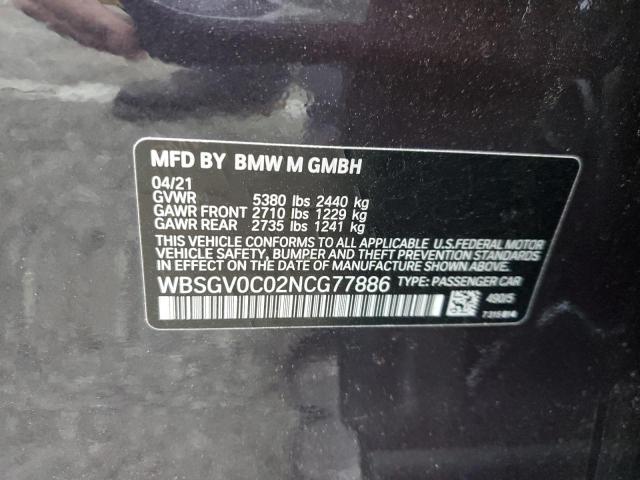 MFD BY BMW M GMBH
04/21
GVWR 5380 lbs 2440 kg
GAWR FRONT 2710 lbs 1229 kg
GAWR REAR 2735 lbs 1241 kg
THIS VEHICLE CONFORMS TO ALL APPLICABLE U.S.FEDERAL MOTOR
VEHICLE SAFETY, BUMPER AND THEFT PREVENTION STANDARDS
IN EFFECT ON THE DATE OF MANUFACTURE SHOWN ABOVE.
WBSGV0C02NCG77886 TYPE: PASSENGER CAR
490/5